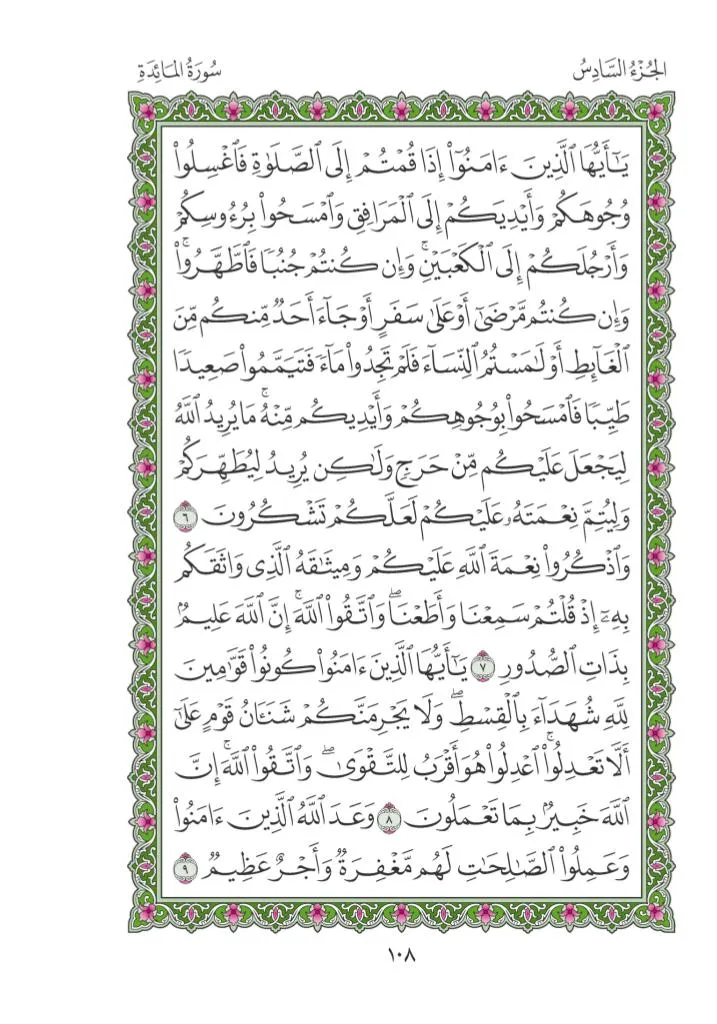 الجُزْءُ السَّادِسُ
سُورَةُ المَائِدَةِ
يَـٰٓأَيُّهَا ٱلَّذِينَ ءَامَنُوٓا۟ إِذَا قُمْتُمْ إِلَى ٱلصَّلَوٰةِ فَٱغْسِلُوا۟
وُجُوهَكُمْ وَأَيْدِيَكُمْ إِلَى ٱلْمَرَافِقِ وَٱمْسَحُوا۟ بِرُءُوسِكُمْ
وَأَرْجُلَكُمْ إِلَى ٱلْكَعْبَيْنِۚ وَإِن كُنتُمْ جُنُبًا فَٱطَّهَّرُوا۟ۚ
وَإِن كُنتُم مَّرْضَىٰٓ أَوْ عَلَىٰ سَفَرٍ أَوْ جَآءَ أَحَدٌ مِّنكُم مِّنَ
ٱلْغَآئِطِ أَوْ لَـٰمَسْتُمُ ٱلنِّسَآءَ فَلَمْ تَجِدُوا۟ مَآءً فَتَيَمَّمُوا۟ صَعِيدًا
طَيِّبًا فَٱمْسَحُوا۟ بِوُجُوهِكُمْ وَأَيْدِيكُم مِّنْهُۚ مَا يُرِيدُ ٱللَّهُ
لِيَجْعَلَ عَلَيْكُم مِّنْ حَرَجٍ وَلَـٰكِن يُرِيدُ لِيُطَهِّرَكُمْ
وَلِيُتِمَّ نِعْمَتَهُۥ عَلَيْكُمْ لَعَلَّكُمْ تَشْكُرُونَ ٦
وَٱذْكُرُوا۟ نِعْمَةَ ٱللَّهِ عَلَيْكُمْ وَمِيثَـٰقَهُ ٱلَّذِى وَاثَقَكُم
بِهِۦٓ إِذْ قُلْتُمْ سَمِعْنَا وَأَطَعْنَاۖ وَٱتَّقُوا۟ ٱللَّهَۚ إِنَّ ٱللَّهَ عَلِيمٌۢ
بِذَاتِ ٱلصُّدُورِ ٧ يَـٰٓأَيُّهَا ٱلَّذِينَ ءَامَنُوا۟ كُونُوا۟ قَوَّٰمِينَ
لِلَّهِ شُهَدَآءَ بِٱلْقِسْطِۖ وَلَا يَجْرِمَنَّكُمْ شَنَـَٔانُ قَوْمٍ عَلَىٰٓ
أَلَّا تَعْدِلُوا۟ۚ ٱعْدِلُوا۟ هُوَ أَقْرَبُ لِلتَّقْوَىٰۖ وَٱتَّقُوا۟ ٱللَّهَۚ إِنَّ
ٱللَّهَ خَبِيرٌۢ بِمَا تَعْمَلُونَ ٨ وَعَدَ ٱللَّهُ ٱلَّذِينَ ءَامَنُوا۟
وَعَمِلُوا۟ ٱلصَّـٰلِحَـٰتِ لَهُم مَّغْفِرَةٌ وَأَجْرٌ عَظِيمٌ ٩
١٠٨